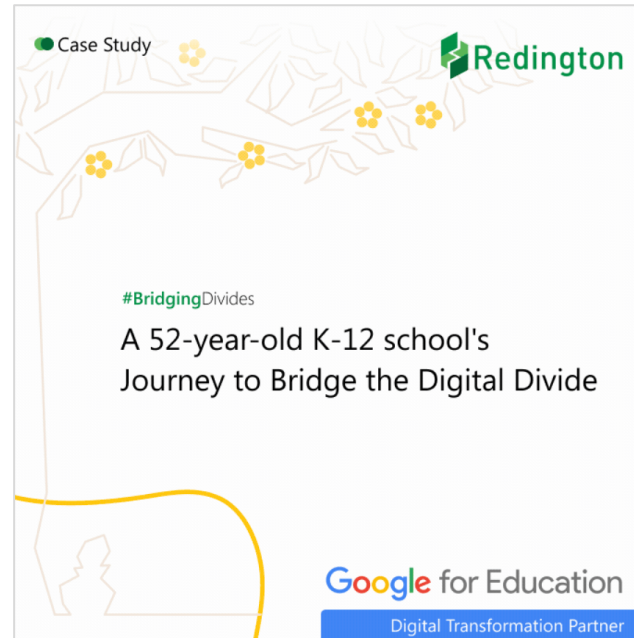 Case Study
Redington
#BridgingDivides
A 52-year-old K-12 school's
Journey to Bridge the Digital Divide
Google for Education
Digital Transformation Partner